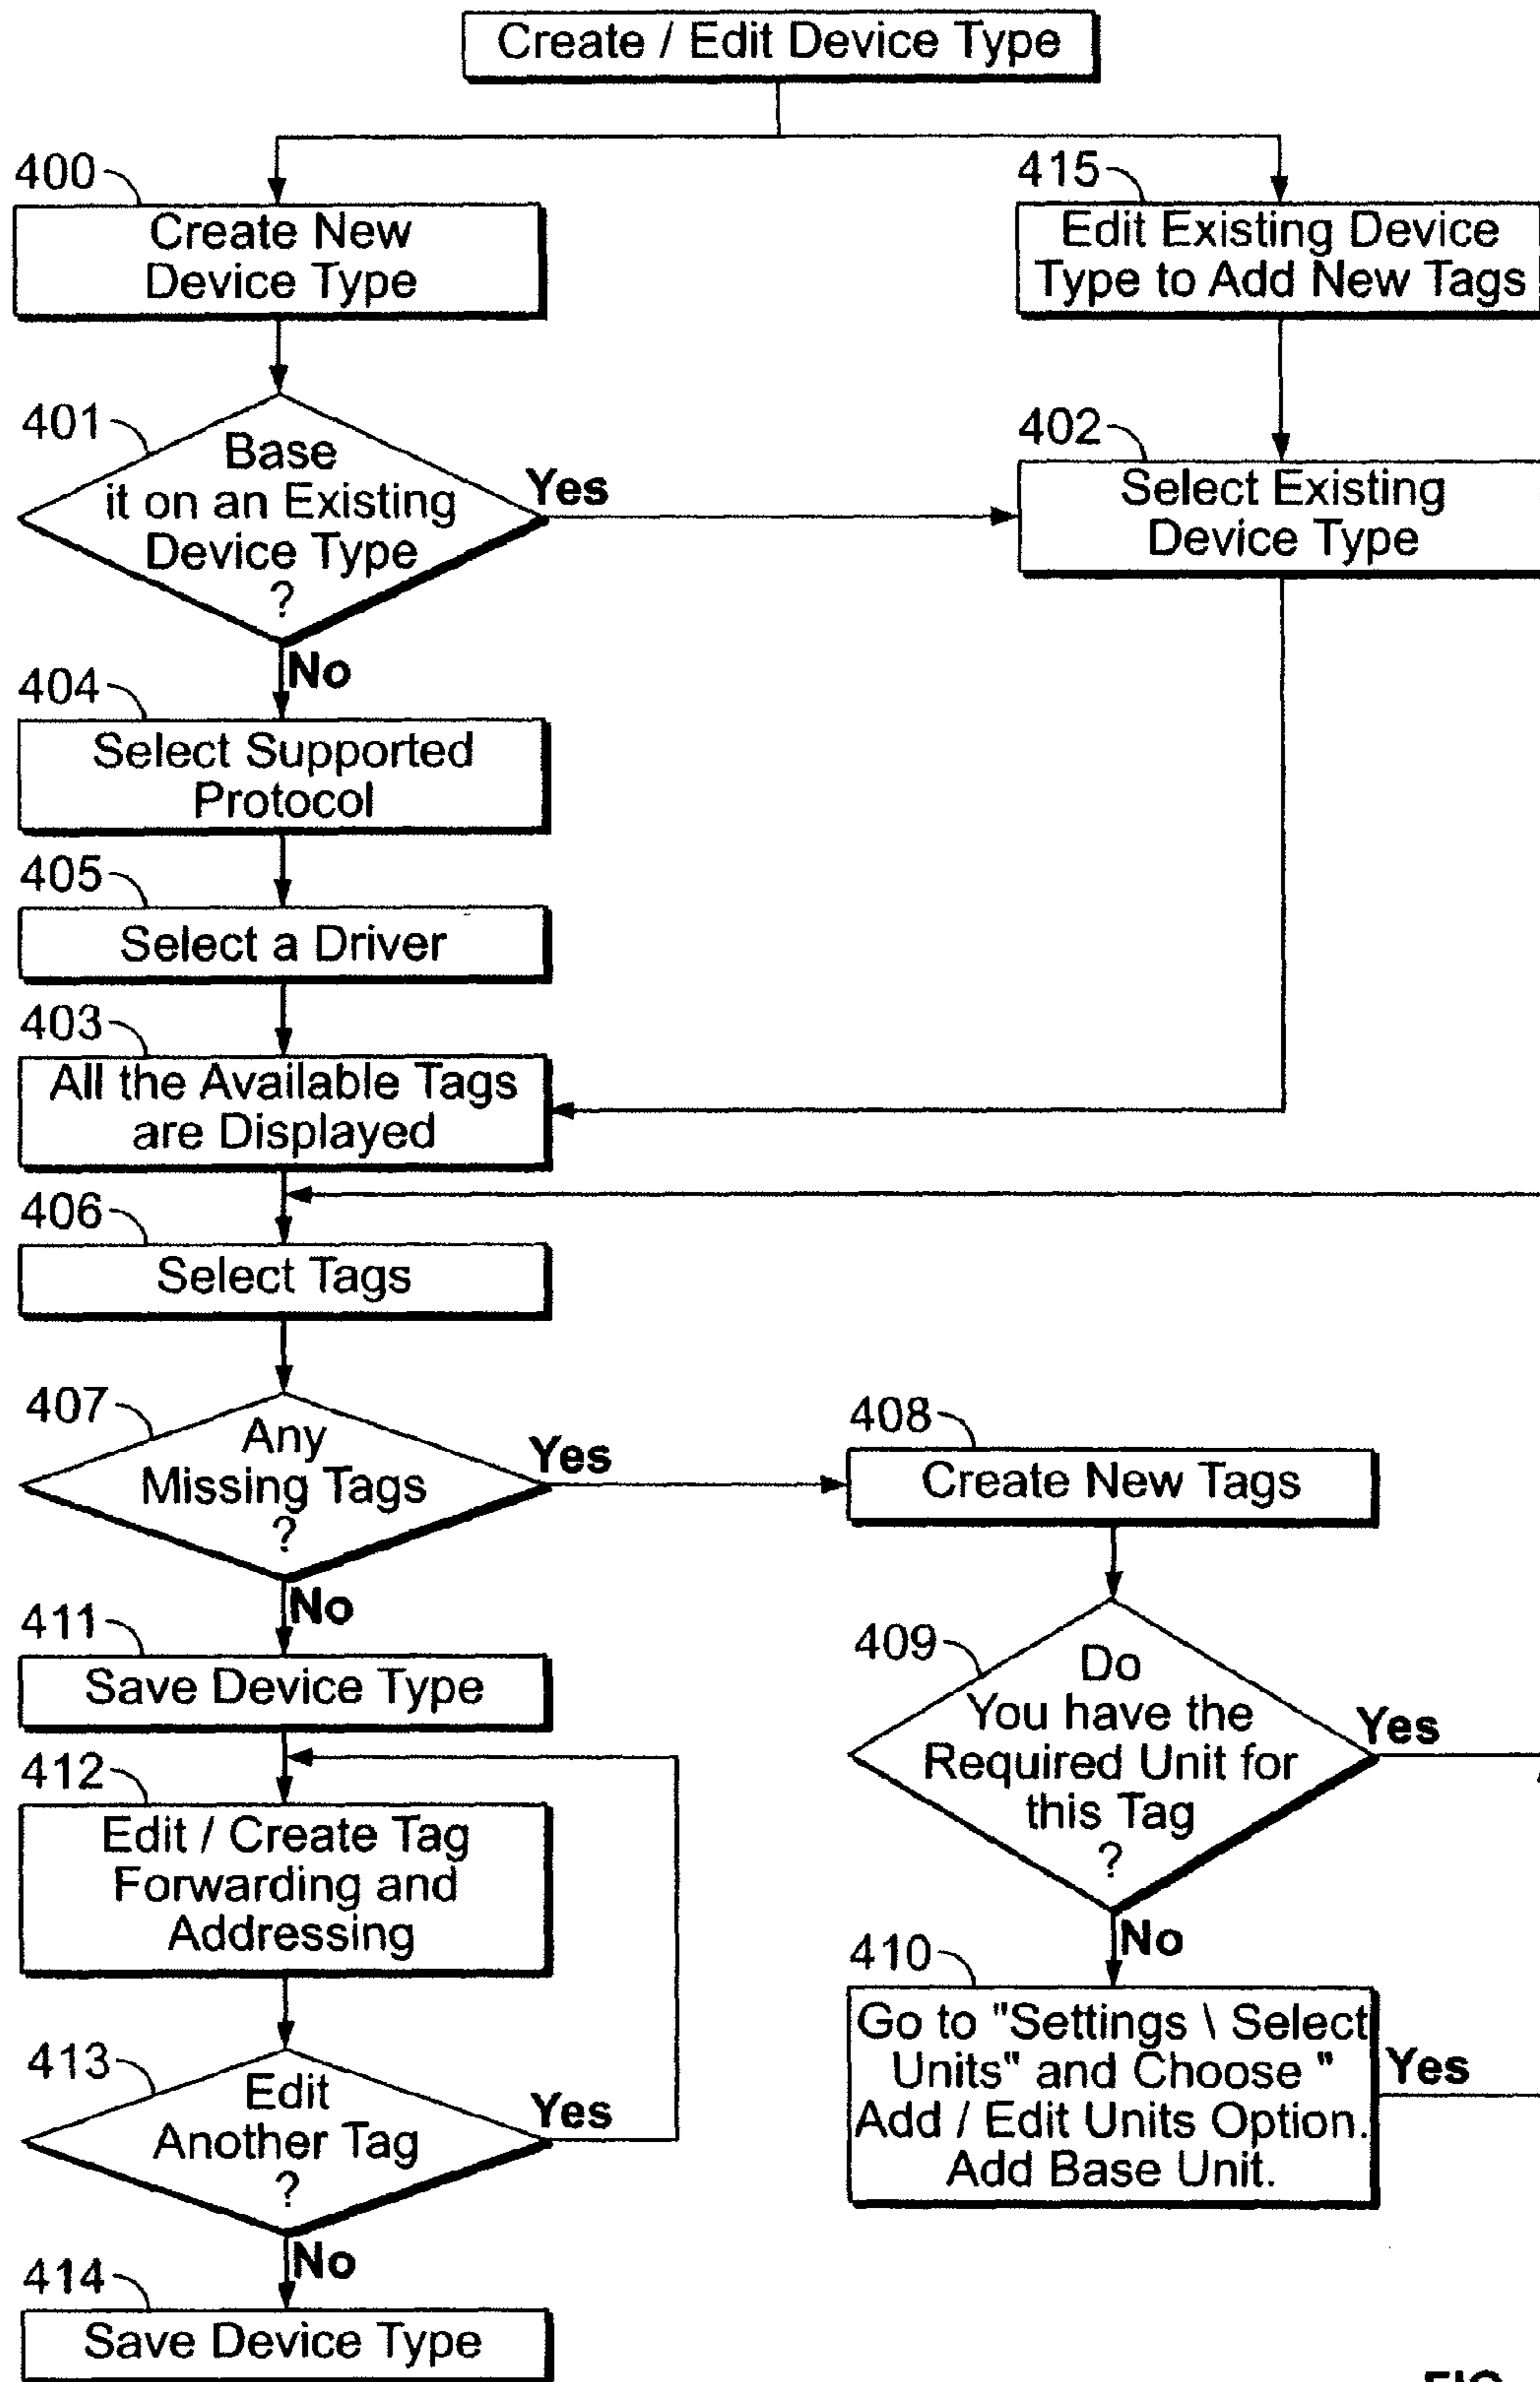 Create / Edit Device Type
400
Create New
Device Type
415
Edit Existing Device
Type to Add New Tags
401
Base
it on an Existing
Device Type
?
Yes
402
Select Existing
Device Type
No
404
Select Supported
Protocol
405
Select a Driver
403
All the Available Tags
are Displayed
406
Select Tags
407
Any
Missing Tags
?
Yes
408
Create New Tags
No
409
Do
You have the
Required Unit for
this Tag
?
Yes
411
Save Device Type
412
Edit / Create Tag
Forwarding and
Addressing
No
410
Go to "Settings \ Select
Units" and Choose "
Add / Edit Units Option.
Add Base Unit.
Yes
413
Edit
Another Tag
?
Yes
No
414
Save Device Type